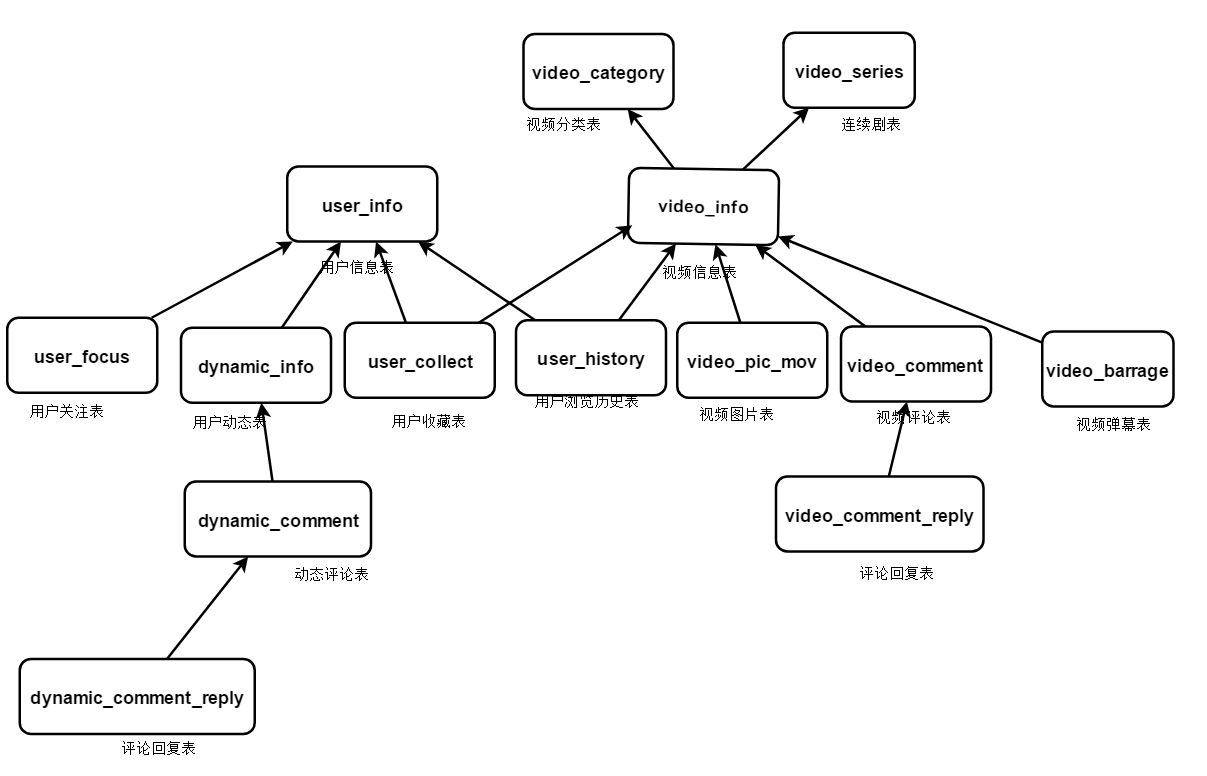 video_category
video_series
视频分类表
连续剧表
user_info
video_info
用户信息表
视频信息表
user_focus
dynamic_info
user_collect
user_history
video_pic_mov
video_comment
video_barrage
用户关注表
用户动态表
用户收藏表
用户浏览历史表
视频图片表
视频评论表
视频弹幕表
dynamic_comment
video_comment_reply
动态评论表
评论回复表
dynamic_comment_reply
评论回复表